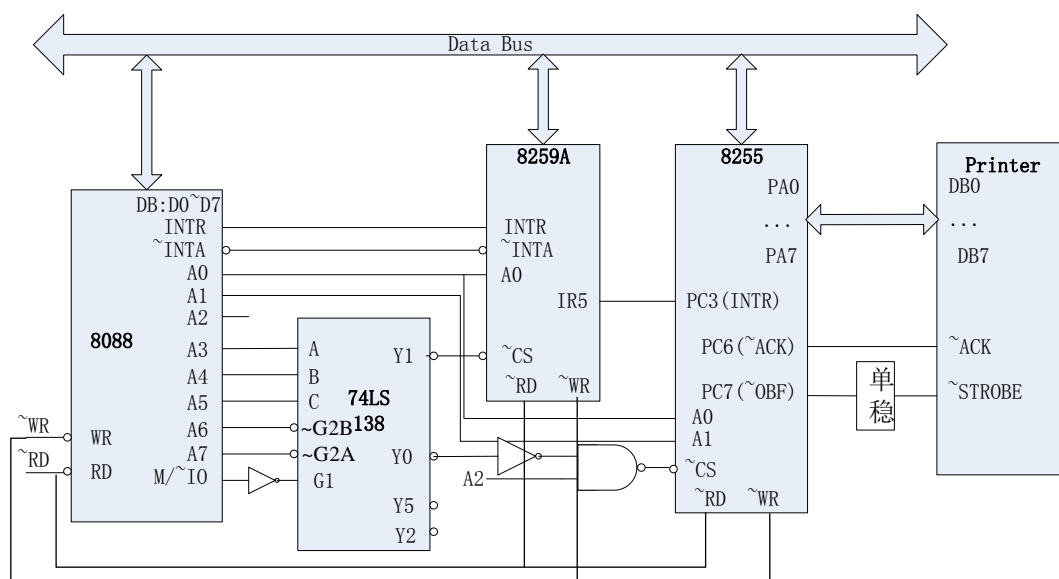 Data Bus
8259A
8255
Printer
DB:D0~D7
INTR
~INTA
A0
A1
A2
8088
A3
A4
A5
A6
A7
M/~IO
~WR
WR
~RD
RD
A
B
C
74LS
138
~G2B
~G2A
G1
Y1
Y0
Y5
Y2
INTR
~INTA
A0
IR5
~CS
~RD
~WR
A2
PA0
...
PA7
PC3(INTR)
PC6(~ACK)
PC7(~OBF)
A0
A1
~CS
~RD
~WR
单
稳
DB0
...
DB7
~ACK
~STROBE